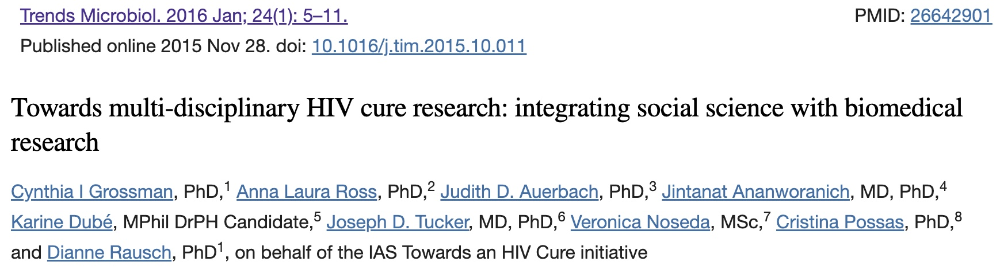 Trends Microbiol. 2016 Jan; 24(1): 5–11. PMID: 26642901
Published online 2015 Nov 28. doi: 10.1016/j.tim.2015.10.011
Towards multi-disciplinary HIV cure research: integrating social science with biomedical
research
Cynthia I Grossman, PhD,1 Anna Laura Ross, PhD,2 Judith D. Auerbach, PhD,3 Jintanat Ananworanich, MD, PhD,4
Karine Dubé, MPhil DrPH Candidate,5 Joseph D. Tucker, MD, PhD,6 Veronica Noseda, MSc,7 Cristina Possas, PhD,8
and Dianne Rausch, PhD1, on behalf of the IAS Towards an HIV Cure initiative